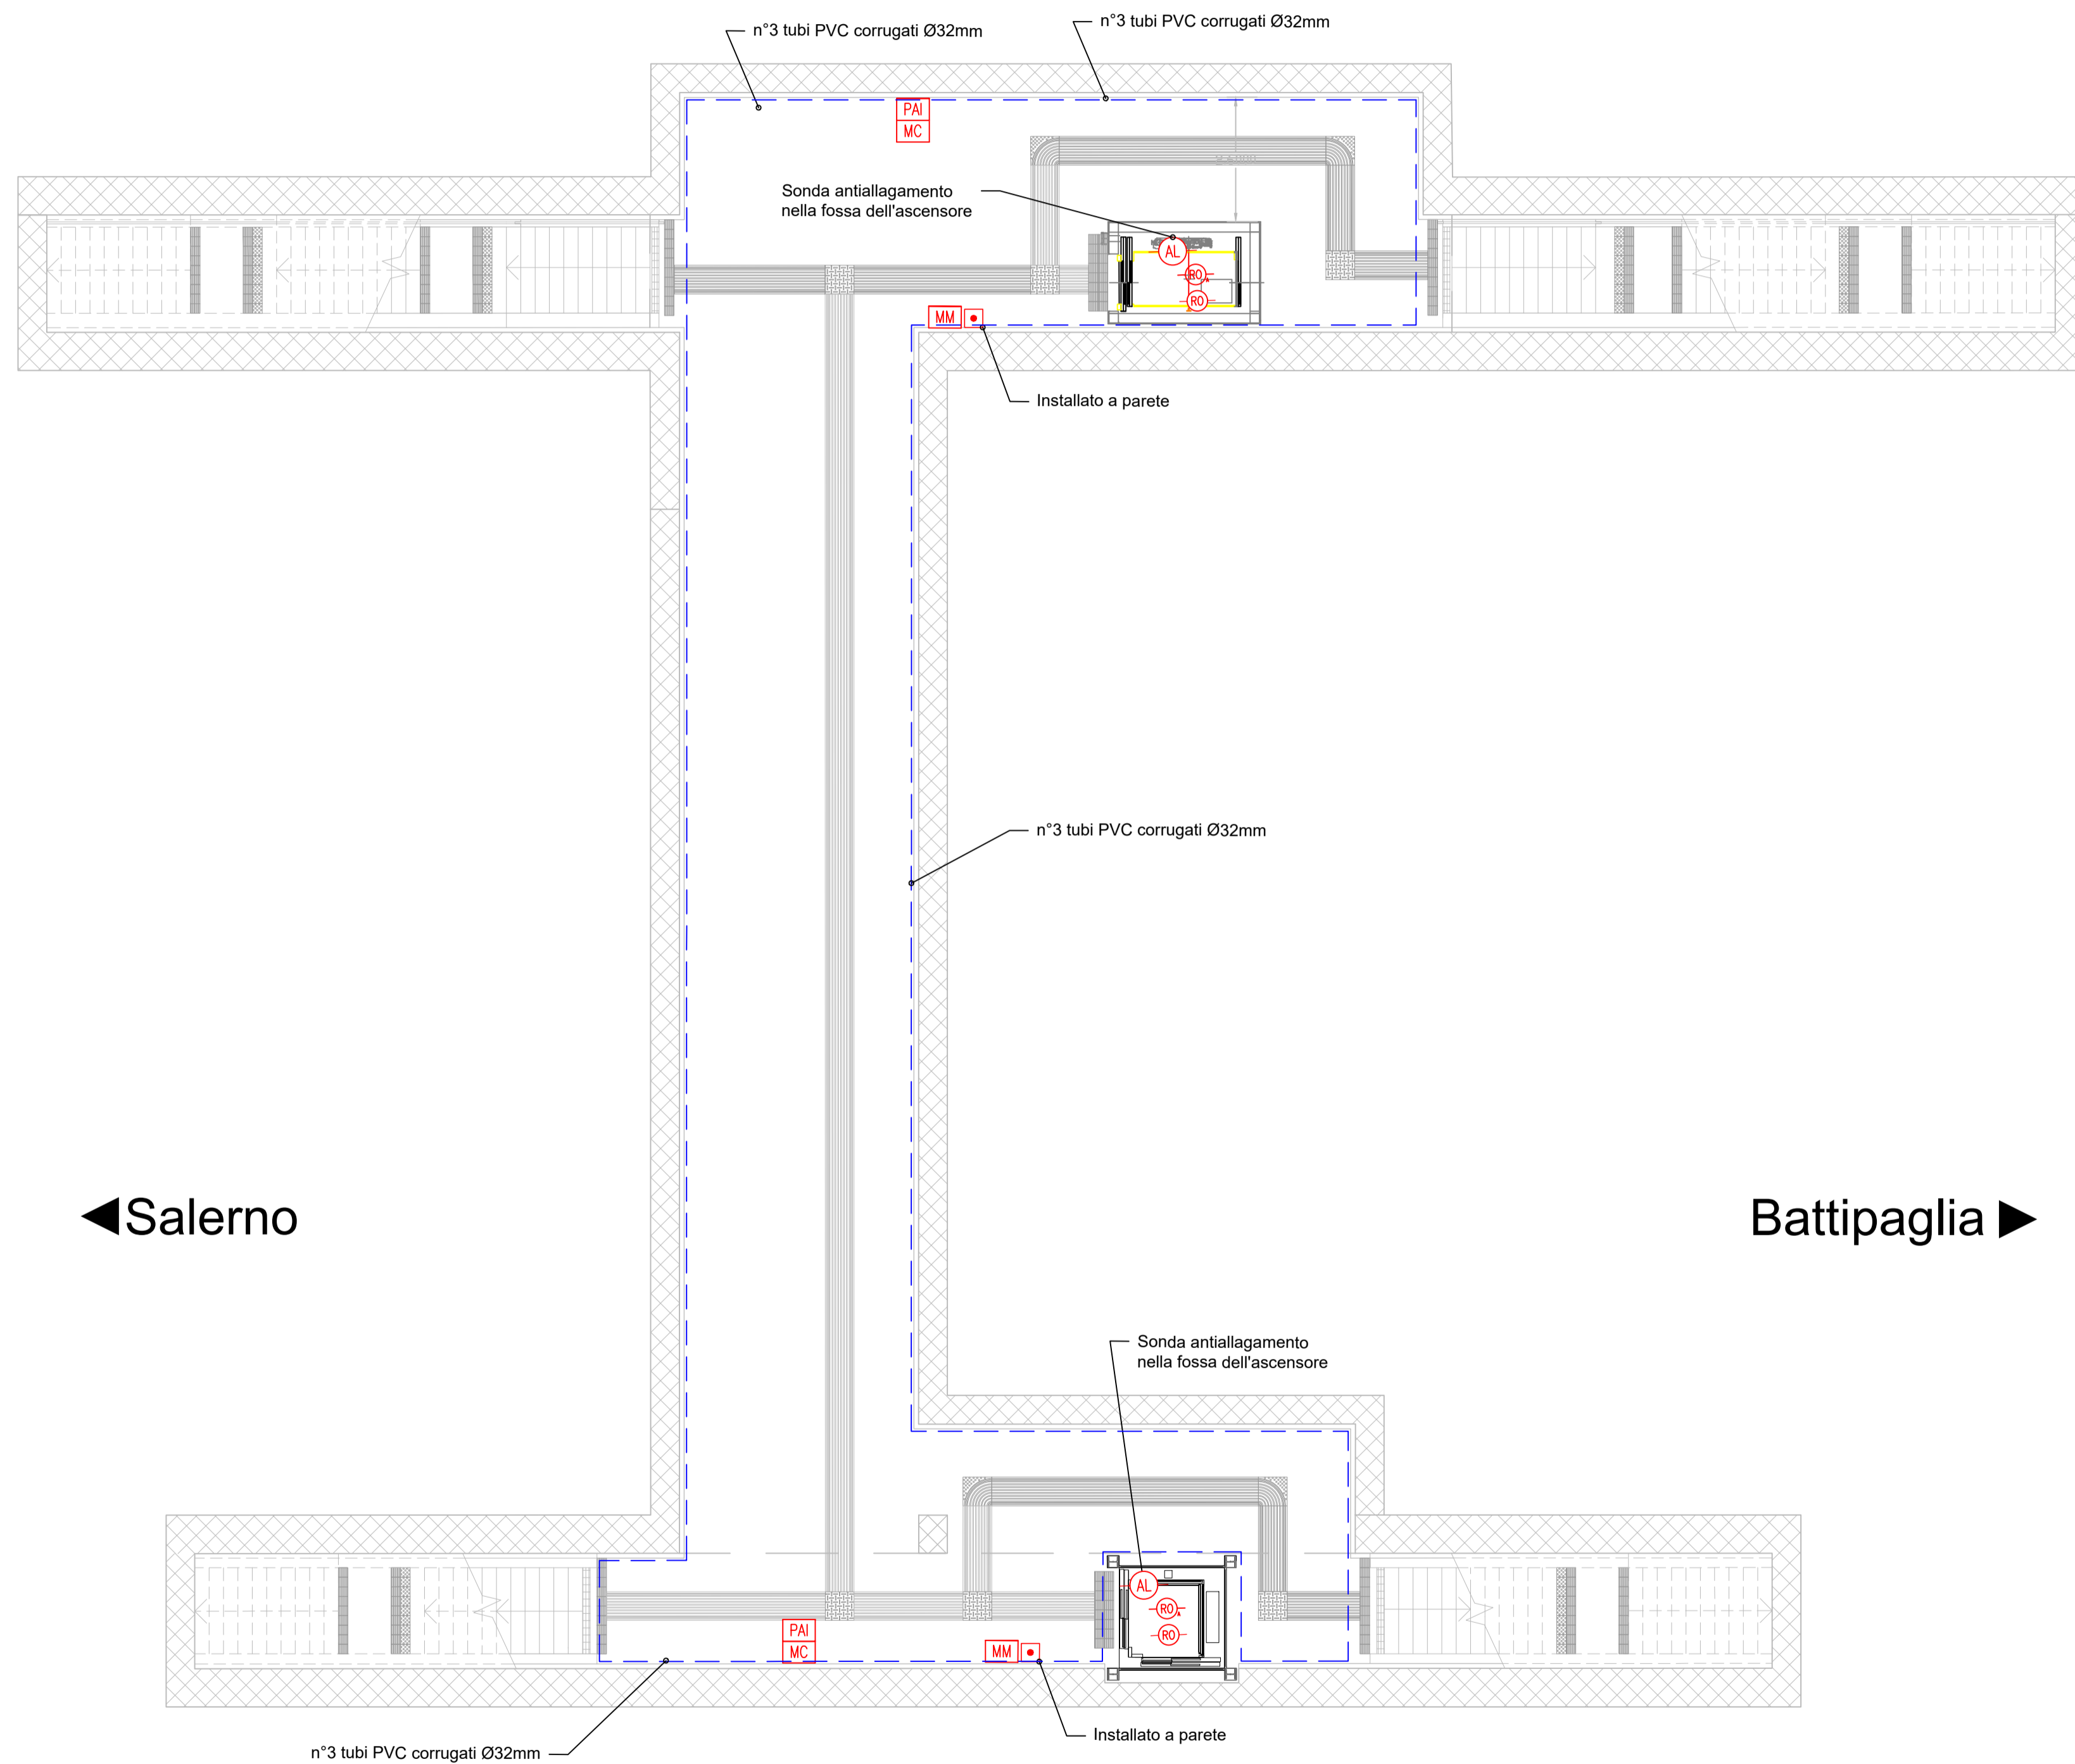 n°3 tubi PVC corrugati Ø32mm
n°3 tubi PVC corrugati Ø32mm
PAI
MC
Sonda antiallagamento
nella fossa dell'ascensore
AL
RO
RO
MM
Installato a parete
n°3 tubi PVC corrugati Ø32mm
Salerno
Battipaglia
Sonda antiallagamento
nella fossa dell'ascensore
AL
RO
RO
PAI
MC
MM
Installato a parete
n°3 tubi PVC corrugati Ø32mm